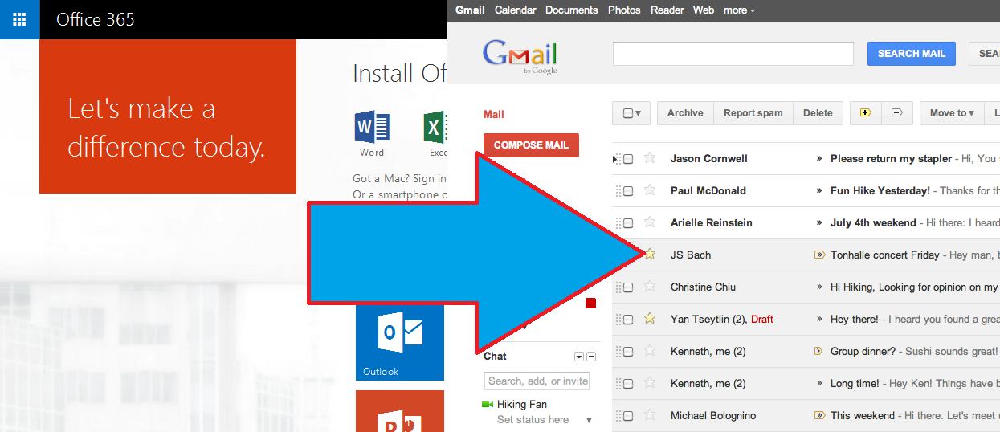 Office 365
Let's make a
difference today.
Install Of
Word
Exce
Got a Mac? Sign in
Or a smartphone o
Outlook
Gmail Calendar Documents Photos Reader Web more
Gmail
by Google
SEARCH MAIL
SEA
Mail
COMPOSE MAIL
Archive Report spam Delete Move to L
Jason Cornwell » Please return my stapler - Hi, You s
Paul McDonald » Fun Hike Yesterday! - Thanks for th
Arielle Reinstein » July 4th weekend - Hi there: I heard
JS Bach » Tonhalle concert Friday - Hey man, t
Christine Chiu » Hi Hiking, Looking for opinion on my
Yan Tseytlin (2), Draft » Hey there! - I heard you found a grea
Kenneth, me (2) Group dinner? - Sushi sounds great!
Kenneth, me (2) » Long time! - Hey Ken! Things have b
Michael Bolognino » This weekend - Hi there. Let's meet u
Chat
Search, add, or invite
Hiking Fan
Set status here